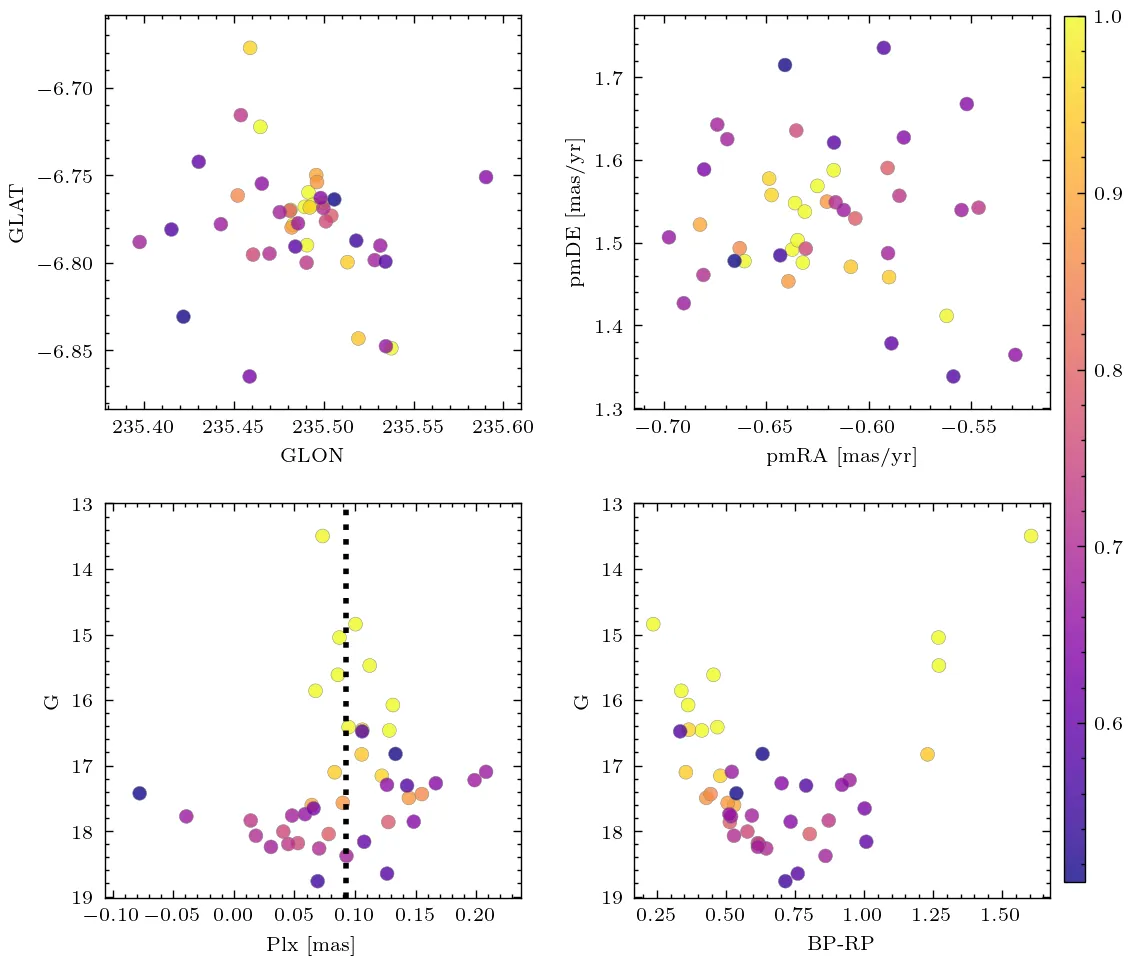 −6.70
−6.75
−6.80
−6.85
GLAT
235.40 235.45 235.50 235.55 235.60
GLON
1.7
1.6
1.5
1.4
1.3
pmDE [mas/yr]
−0.70 −0.65 −0.60 −0.55
pmRA [mas/yr]
13
14
15
16
17
18
19
G
−0.10 −0.05 0.00 0.05 0.10 0.15 0.20
Plx [mas]
13
14
15
16
17
18
19
G
0.25 0.50 0.75 1.00 1.25 1.50
BP-RP
1.0
0.9
0.8
0.7
0.6